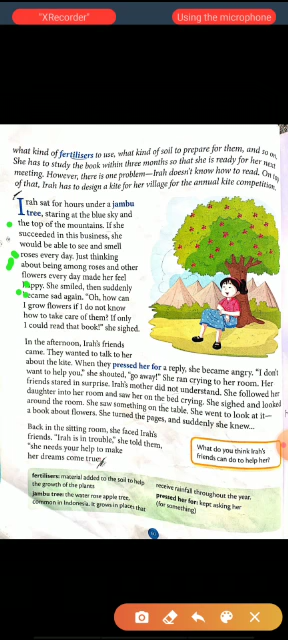 "XRecorder"
Using the microphone
what kind of fertilisers to use, what kind of soil to prepare for them, and so on.
She has to study the book within three months so that she is ready for her next
meeting. However, there is one problem—Irah doesn't know how to read. On top
of that, Irah has to design a kite for her village for the annual kite competition.
Irah sat for hours under a jambu
tree, staring at the blue sky and
the top of the mountains. If she
succeeded in this business, she
would be able to see and smell
roses every day. Just thinking
about being among roses and other
flowers every day made her feel
happy. She smiled, then suddenly
became sad again. "Oh, how can
I grow flowers if I do not know
how to take care of them? If only
I could read that book!" she sighed.
In the afternoon, Irah's friends
came. They wanted to talk to her
about the kite. When they pressed her for a reply, she became angry. "I don't
want to help you," she shouted, "go away!" She ran crying to her room. Her
friends stared in surprise. Irah's mother did not understand. She followed her
daughter into her room and saw her on the bed crying. She sighed and looked
around the room. She saw something on the table. She went to look at it—
a book about flowers. She turned the pages, and suddenly she knew...
Back in the sitting room, she faced Irah's
friends. "Irah is in trouble," she told them,
"she needs your help to make
her dreams come true."
What do you think Irah's
friends can do to help her?
fertilisers: material added to the soil to help
the growth of the plants
jambu tree: the water rose apple tree,
common in Indonesia. It grows in places that
receive rainfall throughout the year.
pressed her for: kept asking her
(for something)